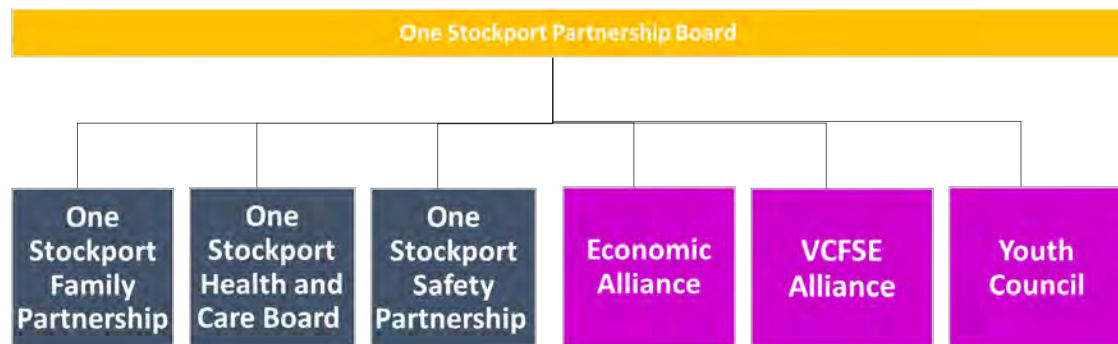 One Stockport Partnership Board
One
Stockport
Family
Partnership
One
Stockport
Health and
Care Board
One
Stockport
Safety
Partnership
Economic
Alliance
VCFSE
Alliance
Youth
Council